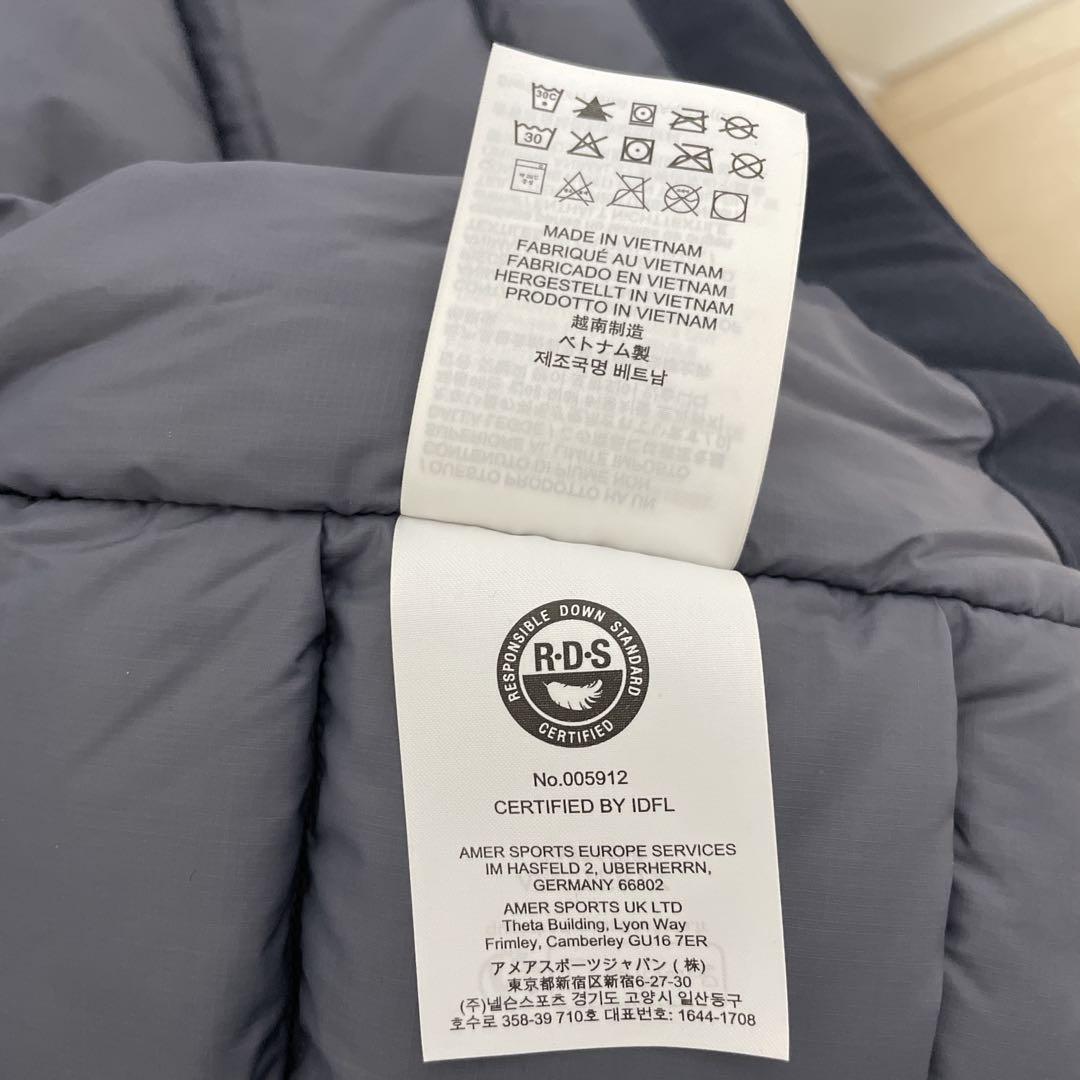 30C
30
MADE IN VIETNAM
FABRIQUÉ AU VIETNAM
FABRICADO EN VIETNAM
HERGESTELLT IN VIETNAM
PRODOTTO IN VIETNAM
越南制造
ベトナム製
제조국명 베트남
RESPONSIBLE DOWN STANDARD
R·D·S
CERTIFIED
No.005912
CERTIFIED BY IDFL
AMER SPORTS EUROPE SERVICES
IM HASFELD 2, UBERHERRN,
GERMANY 66802
AMER SPORTS UK LTD
Theta Building, Lyon Way
Frimley, Camberley GU16 7ER
アメアスポーツジャパン ( 株)
東京都新宿区新宿6-27-30
(주)넬슨스포츠 경기도 고양시 일산동구
호수로 358-39 710호 대표번호: 1644-1708